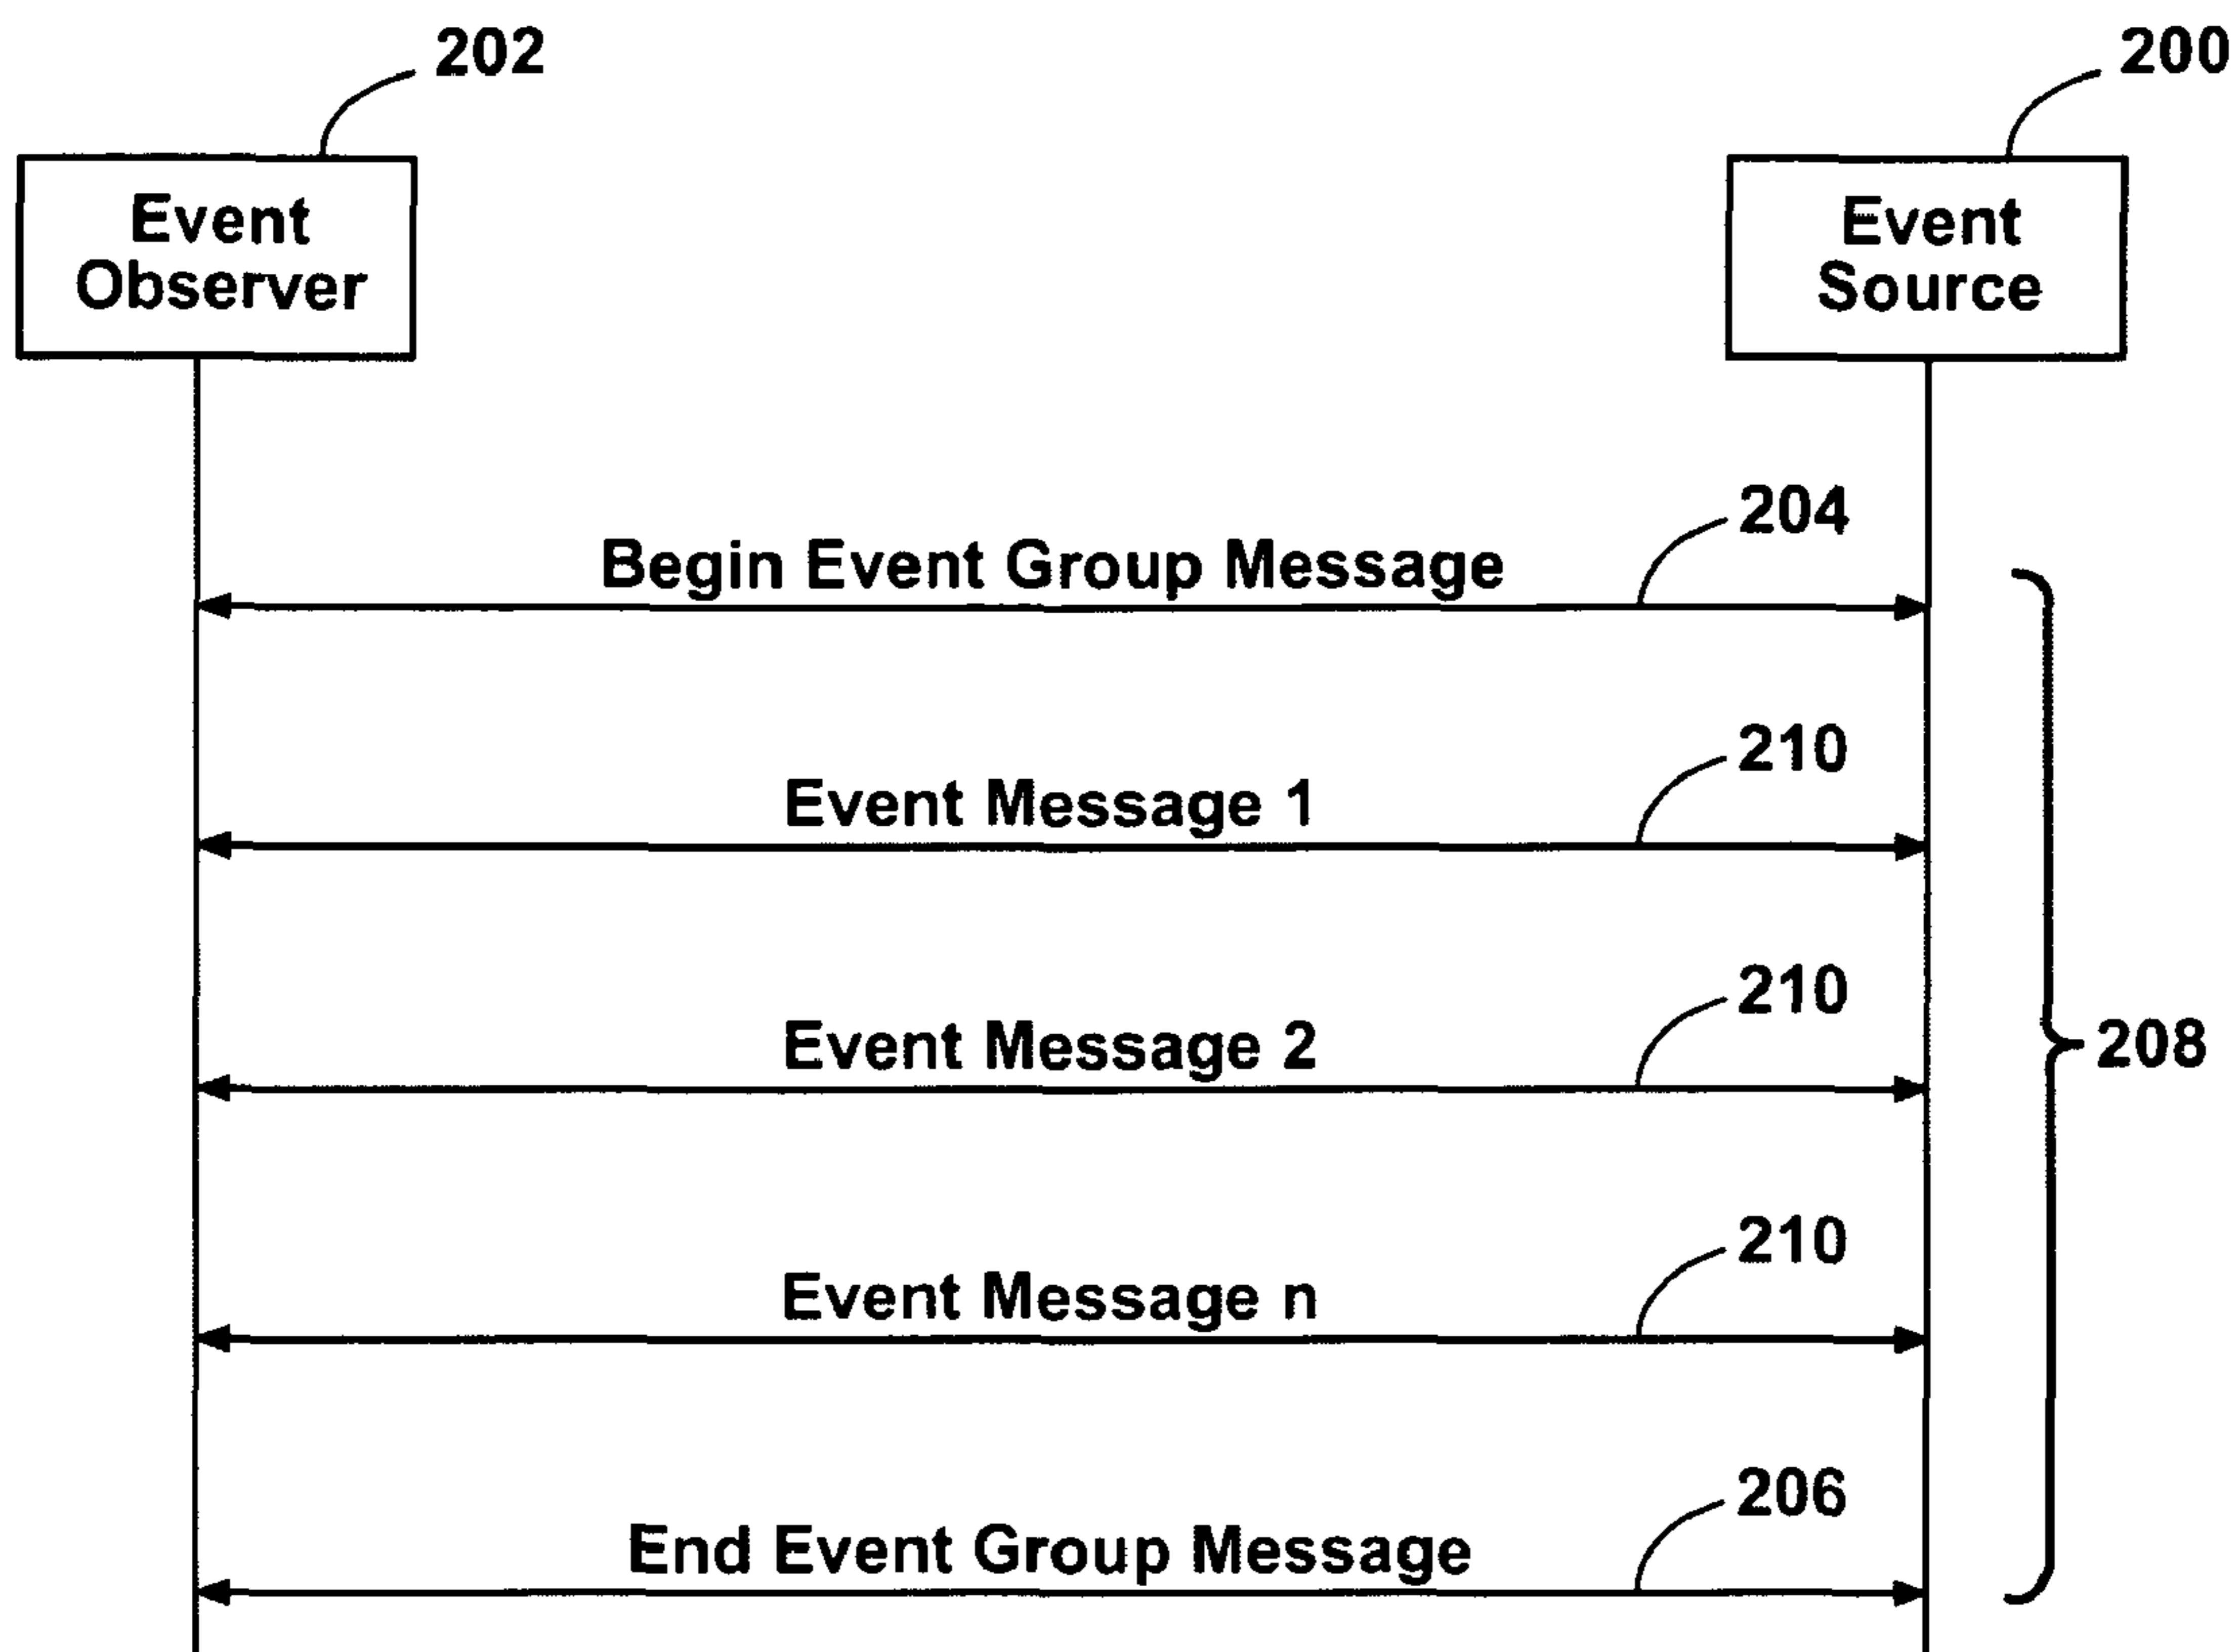 202
200
Event
Observer
Event
Source
204
Begin Event Group Message
210
Event Message 1
210
Event Message 2
208
210
Event Message n
206
End Event Group Message